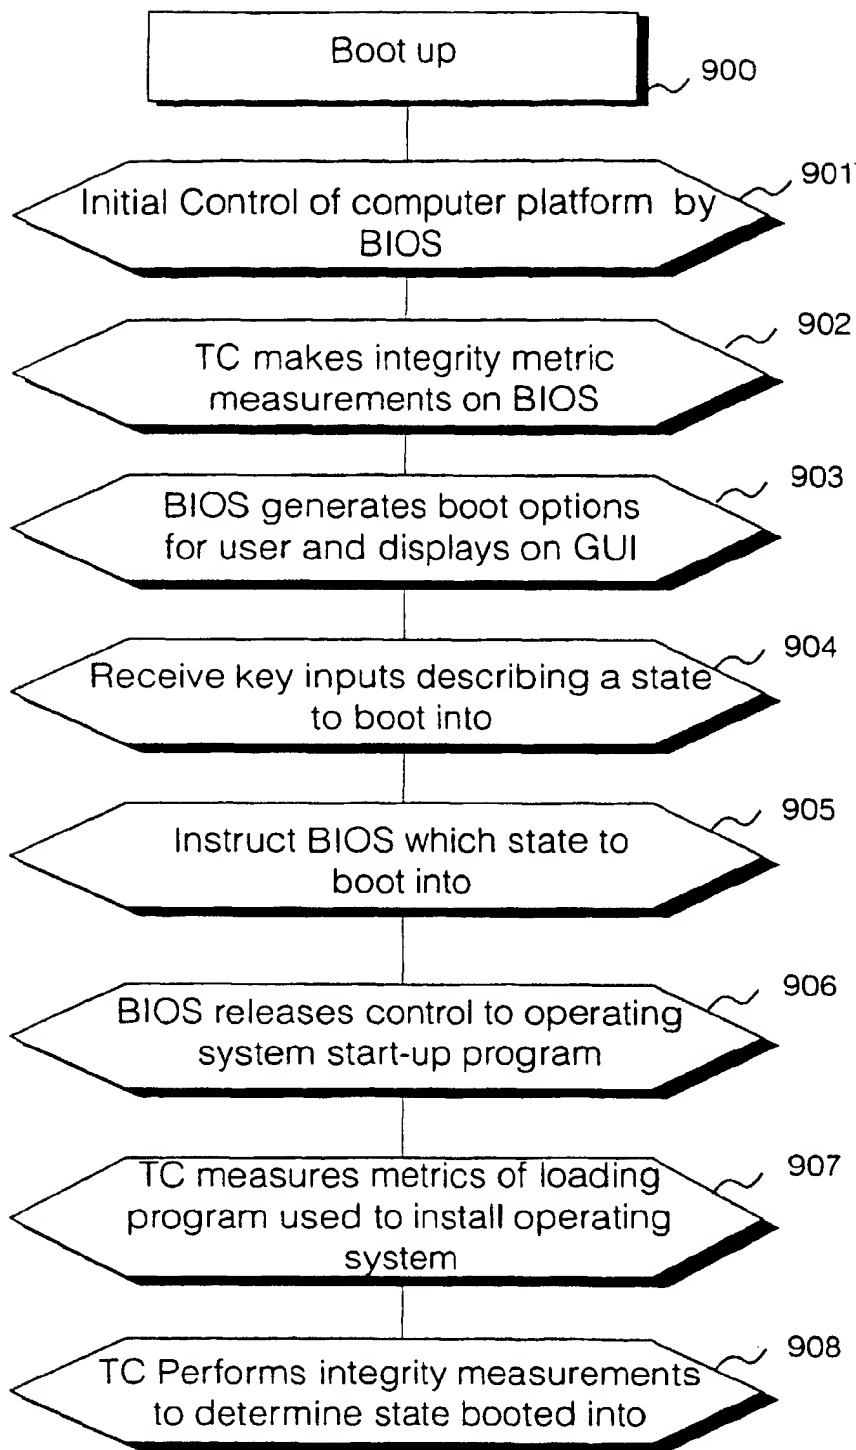 Boot up
900
Initial Control of computer platform by
BIOS
901
TC makes integrity metric
measurements on BIOS
902
BIOS generates boot options
for user and displays on GUI
903
Receive key inputs describing a state
to boot into
904
Instruct BIOS which state to
boot into
905
BIOS releases control to operating
system start-up program
906
TC measures metrics of loading
program used to install operating
system
907
TC Performs integrity measurements
to determine state booted into
908